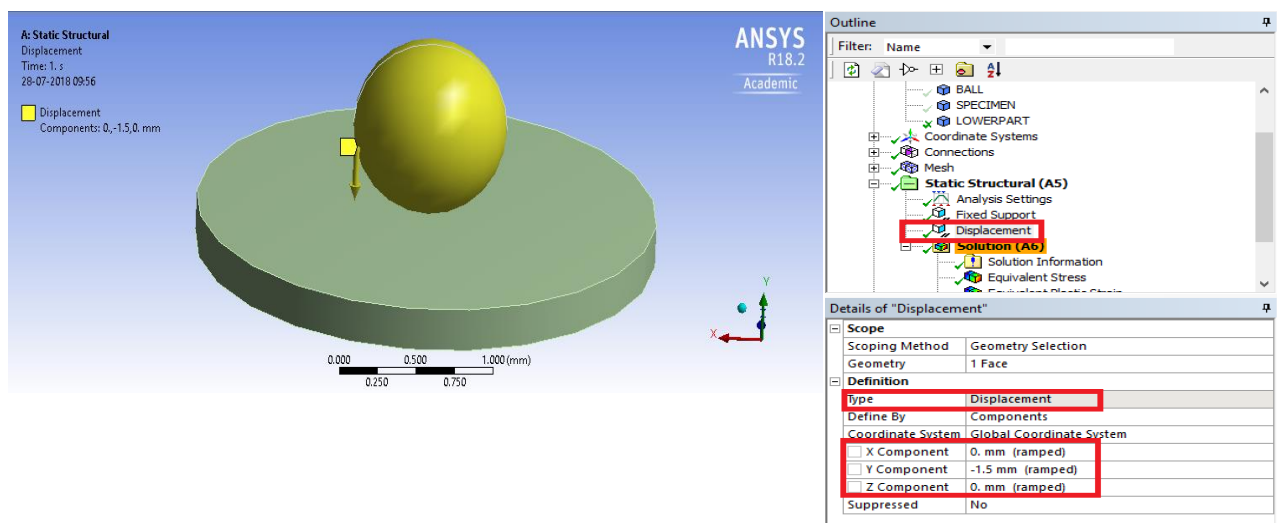 A: Static Structural
Displacement
Time: 1. s
28-07-2018 09:56
Displacement
Components: 0.,-1.5,0. mm
ANSYS
R18.2
Academic
Y
X
0.000 0.500 1.000 (mm)
0.250 0.750
Outline
Filter: Name
BALL
SPECIMEN
LOWERPART
Coordinate Systems
Connections
Mesh
Static Structural (A5)
Analysis Settings
Fixed Support
Displacement
Solution (A6)
Solution Information
Equivalent Stress
Equivalent Plastic Strain
Details of "Displacement"
Scope
Scoping Method Geometry Selection
Geometry 1 Face
Definition
Type Displacement
Define By Components
Coordinate System Global Coordinate System
X Component 0. mm (ramped)
Y Component -1.5 mm (ramped)
Z Component 0. mm (ramped)
Suppressed No